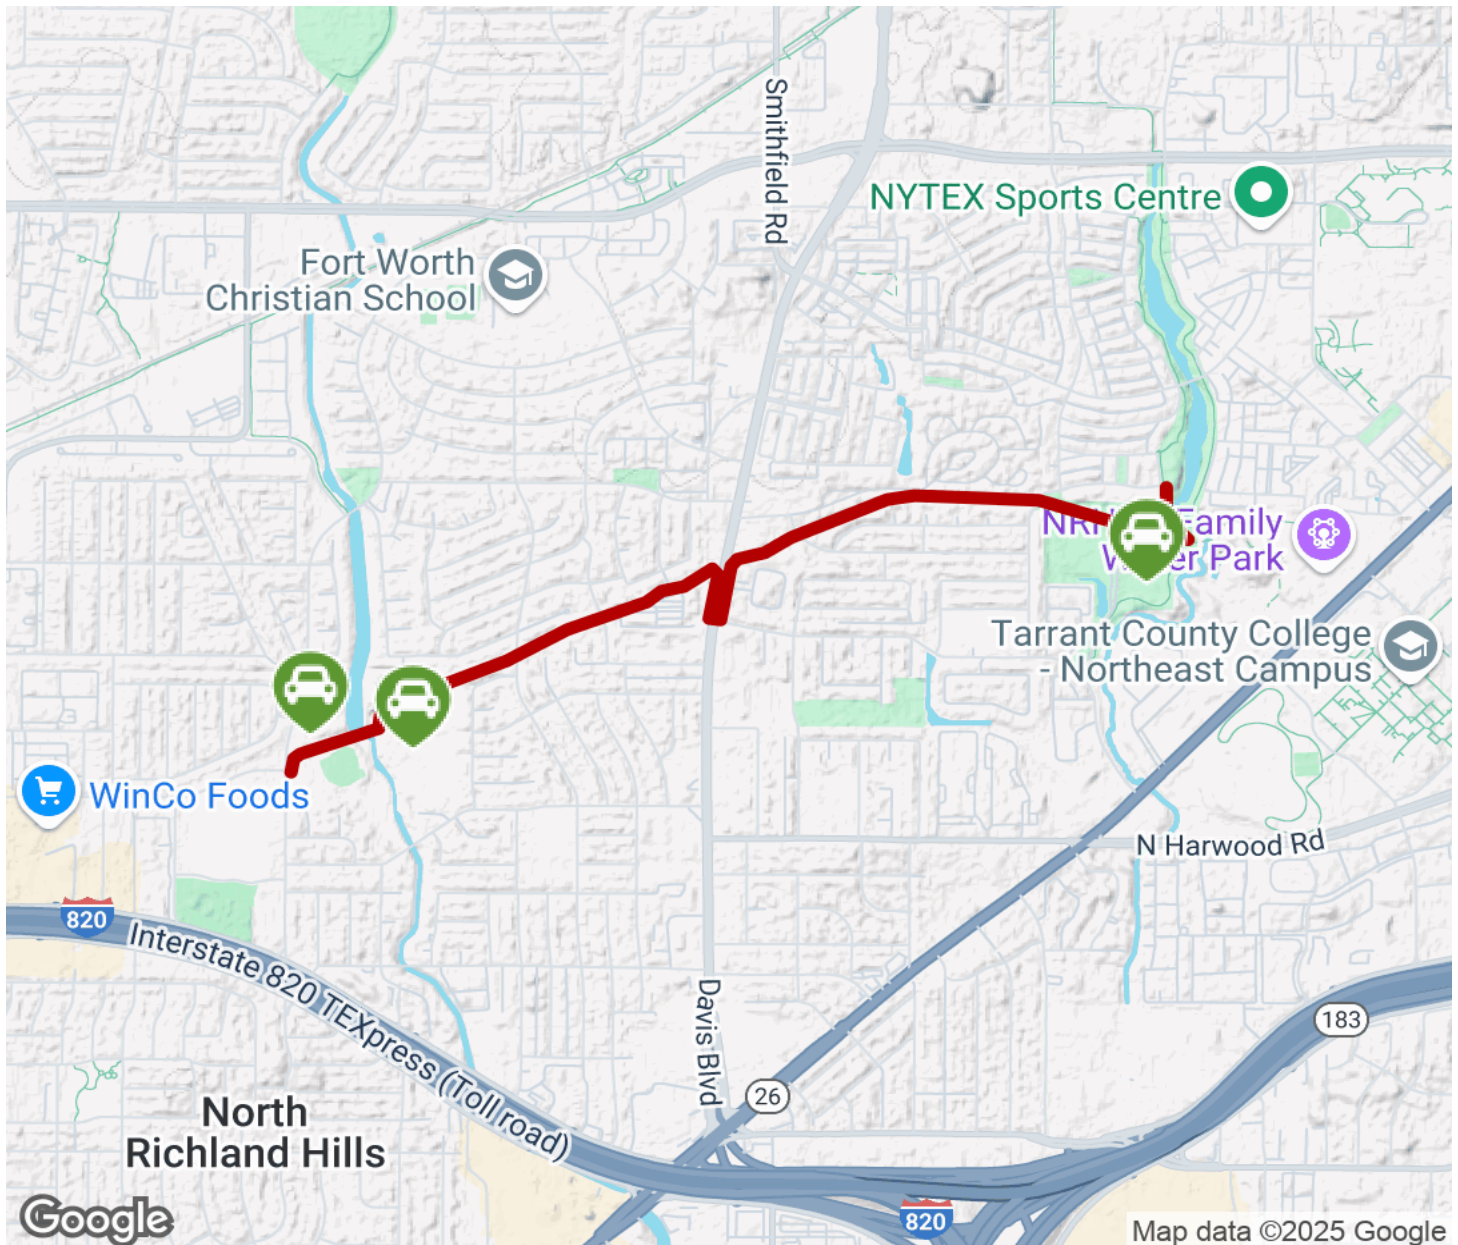 Smithfield Rd
NYTEX Sports Centre
Fort Worth
Christian School
NRH Family
Water Park
Tarrant County College
- Northeast Campus
WinCo Foods
N Harwood Rd
820
Interstate 820 TEXpress (Toll road)
Davis Blvd
183
26
North
Richland Hills
820
Google
Map data ©2025 Google